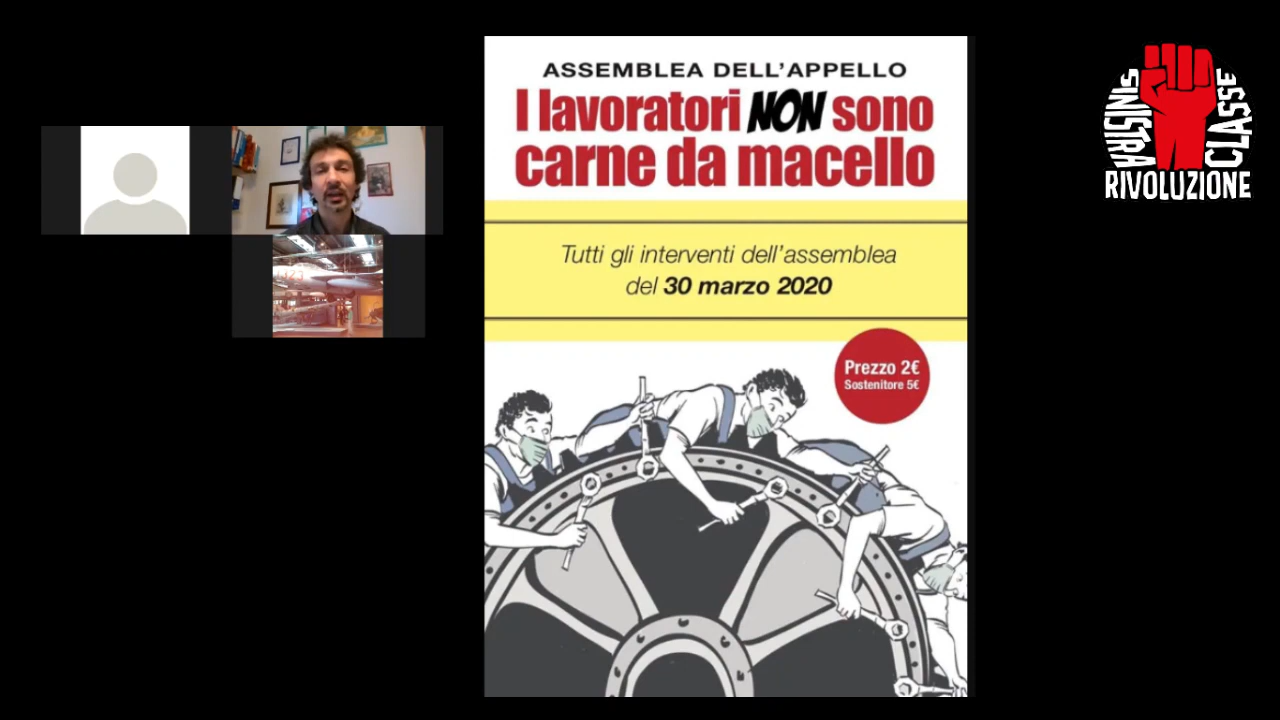 ASSEMBLEA DELL'APPELLO
I lavoratori NON sono
carne da macello
Tutti gli interventi dell'assemblea
del 30 marzo 2020
Prezzo 2€
Sostenitore 5€
SINISTRA
CLASSE
RIVOLUZIONE